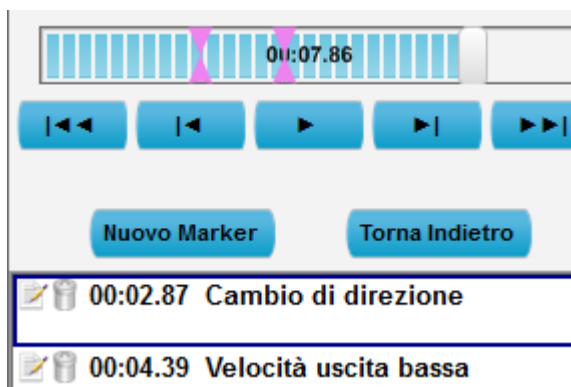 00:07.86
Nuovo Marker Torna Indietro
00:02.87 Cambio di direzione
00:04.39 Velocità uscita bassa